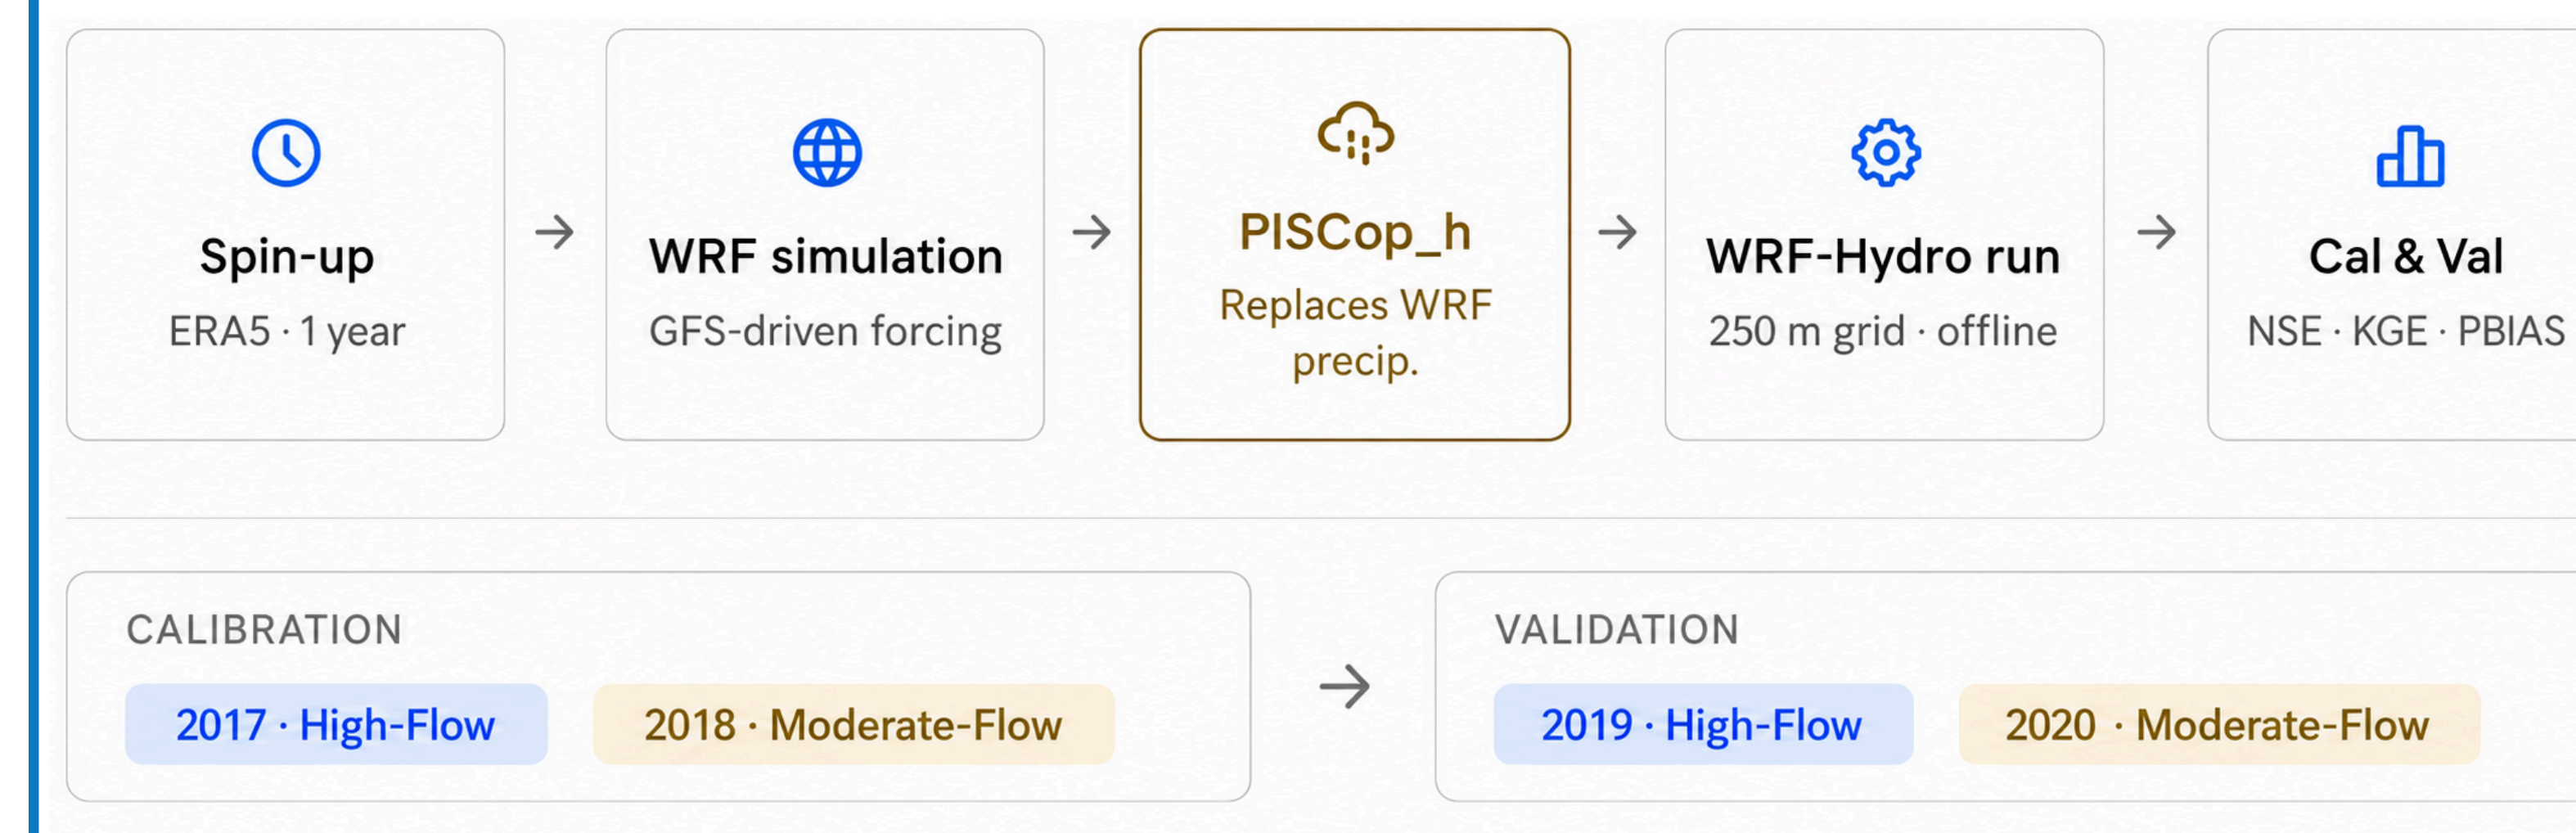 Spin-up
ERA5 · 1 year
WRF simulation
GFS-driven forcing
PISCop_h
Replaces WRF
precip.
WRF-Hydro run
250 m grid · offline
Cal & Val
NSE · KGE · PBIAS
CALIBRATION
2017 · High-Flow
2018 · Moderate-Flow
VALIDATION
2019 · High-Flow
2020 · Moderate-Flow